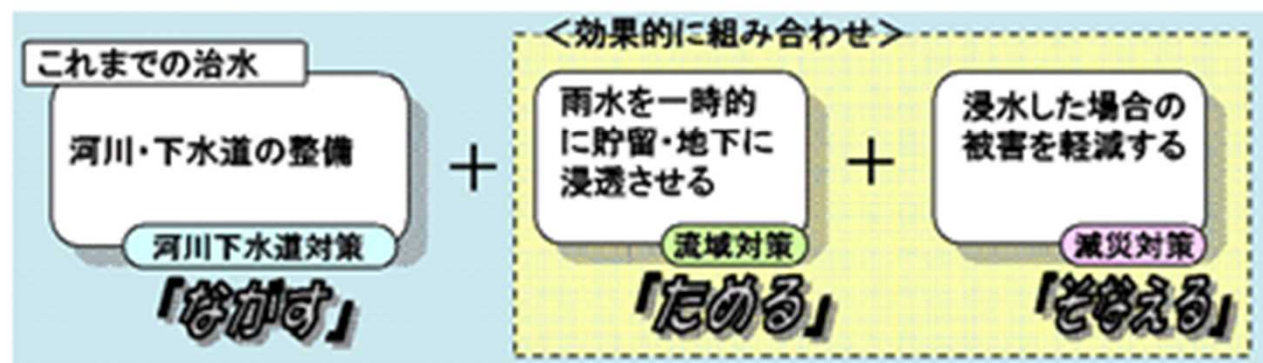 <効果的に組み合わせ>
これまでの治水
河川・下水道の整備
河川下水道対策
「ながす」
+
雨水を一時的
に貯留・地下に
浸透させる
流域対策
「ためる」
+
浸水した場合の
被害を軽減する
減災対策
「そなえる」